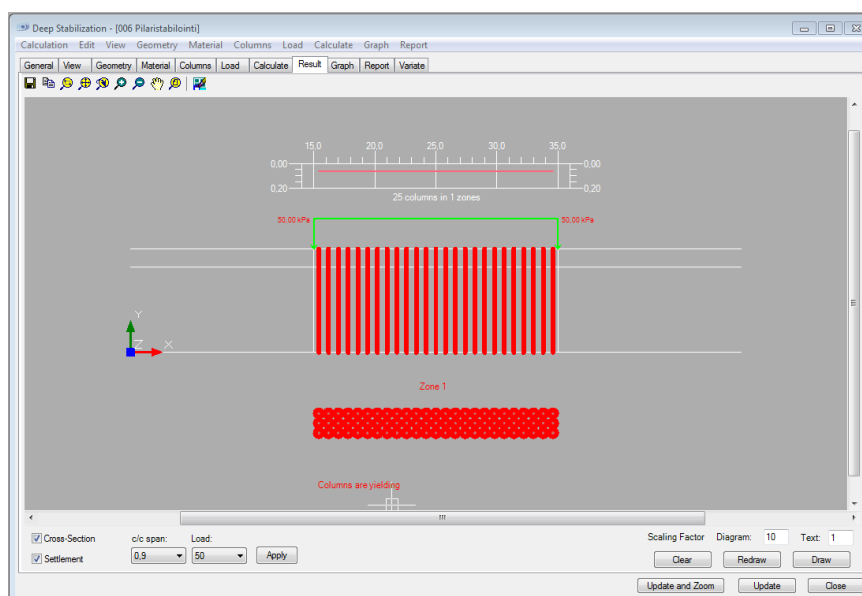 Deep Stabilization - [006 Pilaristabilointi]
Calculation Edit View Geometry Material Columns Load Calculate Graph Report
General View Geometry Material Columns Load Calculate Result Graph Report Variate
15,0 20,0 25,0 30,0 35,0
0,00 0,00
0,20 0,20
25 columns in 1 zones
50.00 kPa 50.00 kPa
Y
Z X
Zone 1
Columns are yielding
Cross-Section c/c span: Load: Scaling Factor Diagram: 10 Text: 1
Settlement 0,9 50 Apply Clear Redraw Draw
Update and Zoom Update Close